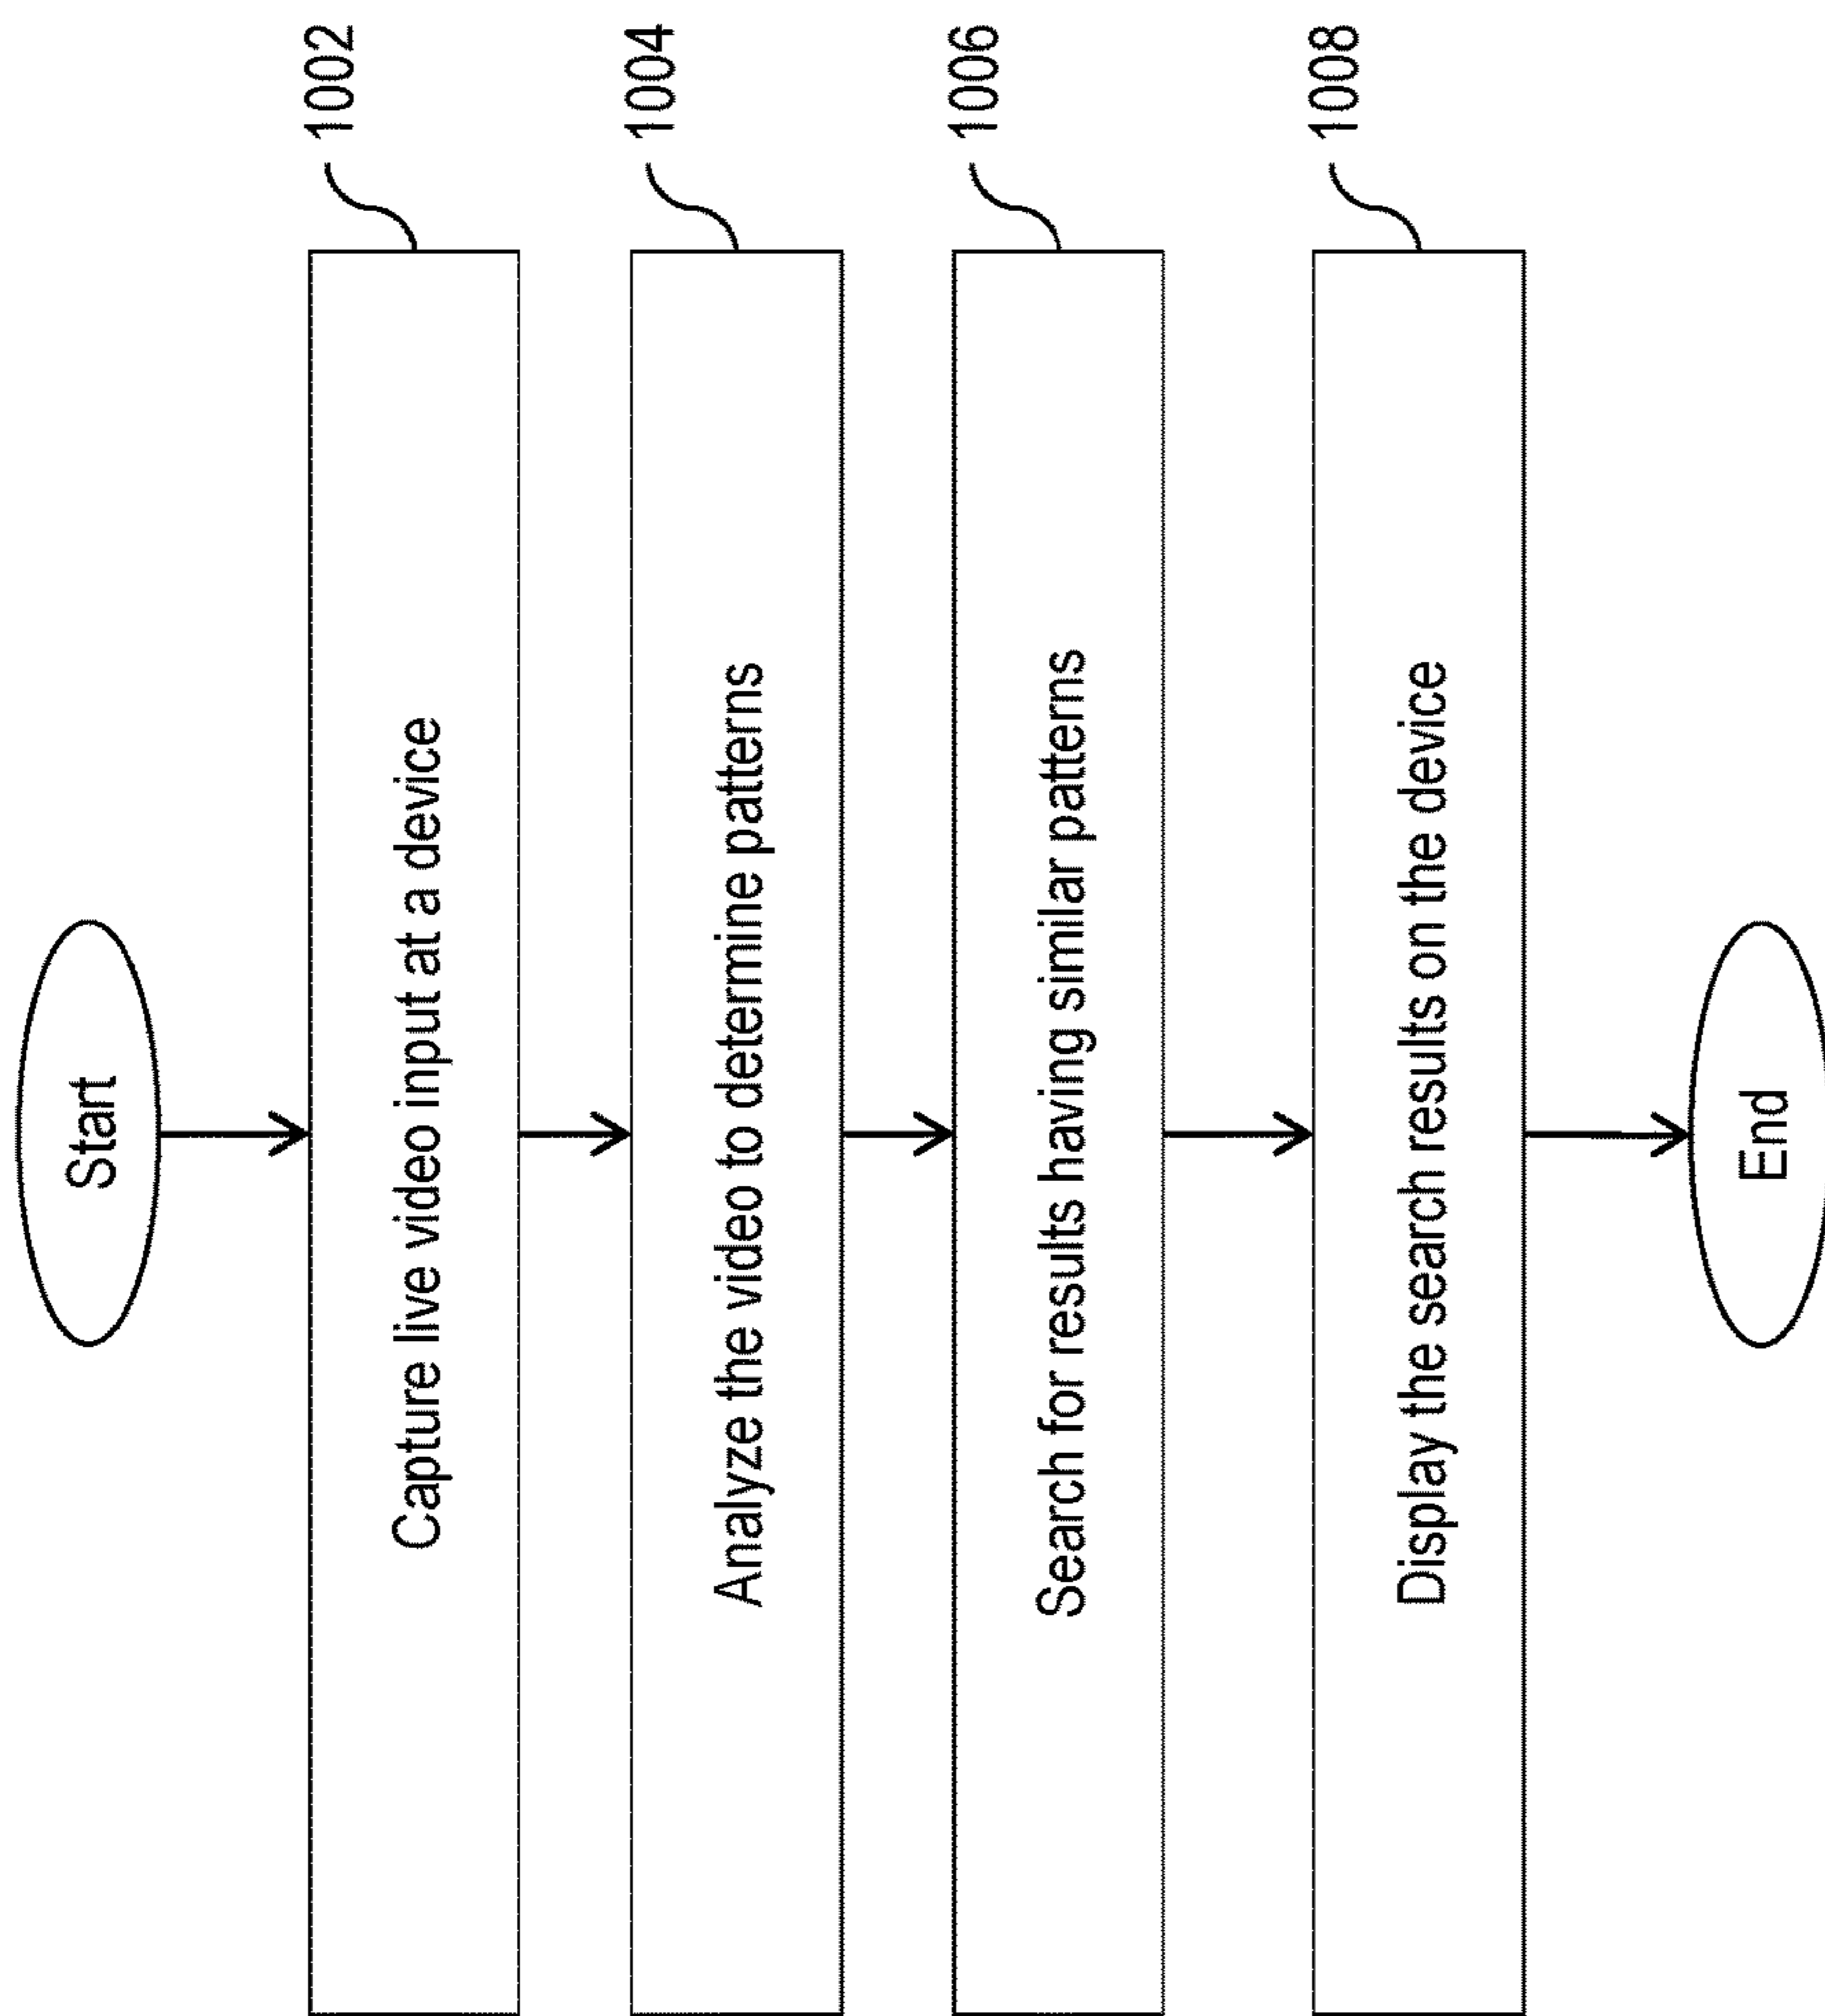 Start
Capture live video input at a device
1002
Analyze the video to determine patterns
1004
Search for results having similar patterns
1006
Display the search results on the device
1008
End